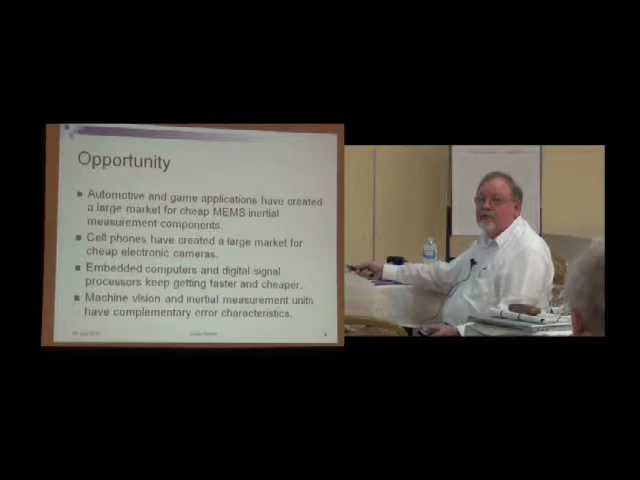 Opportunity
Automotive and game applications have created
a large market for cheap MEMS inertial
measurement components.
Cell phones have created a large market for
cheap electronic cameras.
Embedded computers and digital signal
processors keep getting faster and cheaper.
Machine vision and inertial measurement units
have complementary error characteristics.